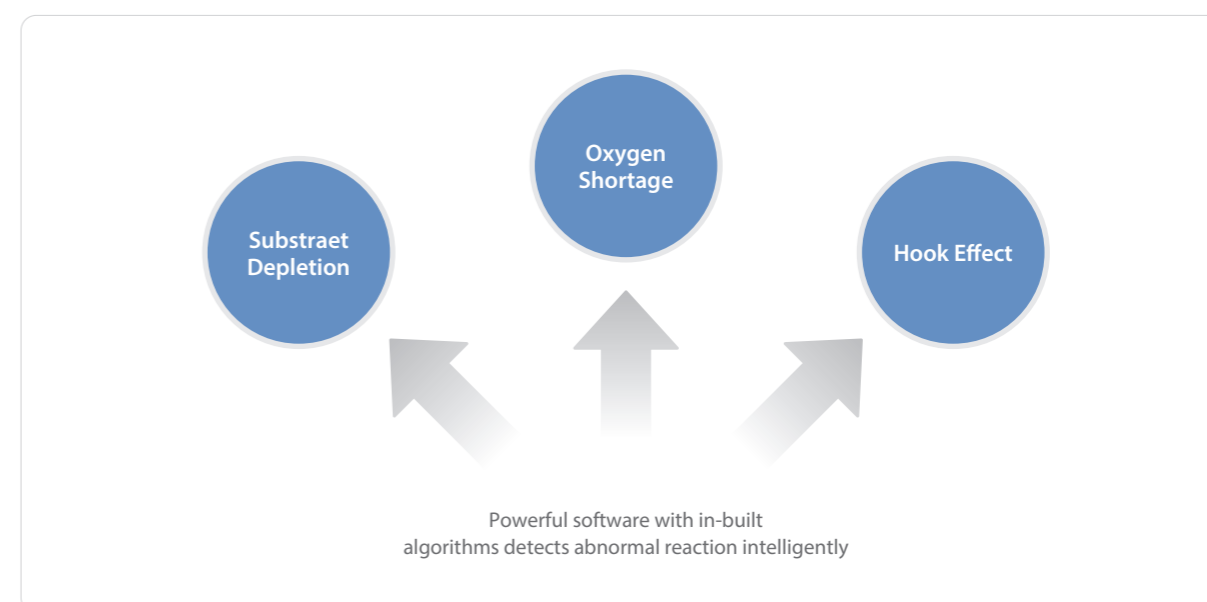 Substraet
Depletion
Oxygen
Shortage
Hook Effect
Powerful software with in-built
algorithms detects abnormal reaction intelligently